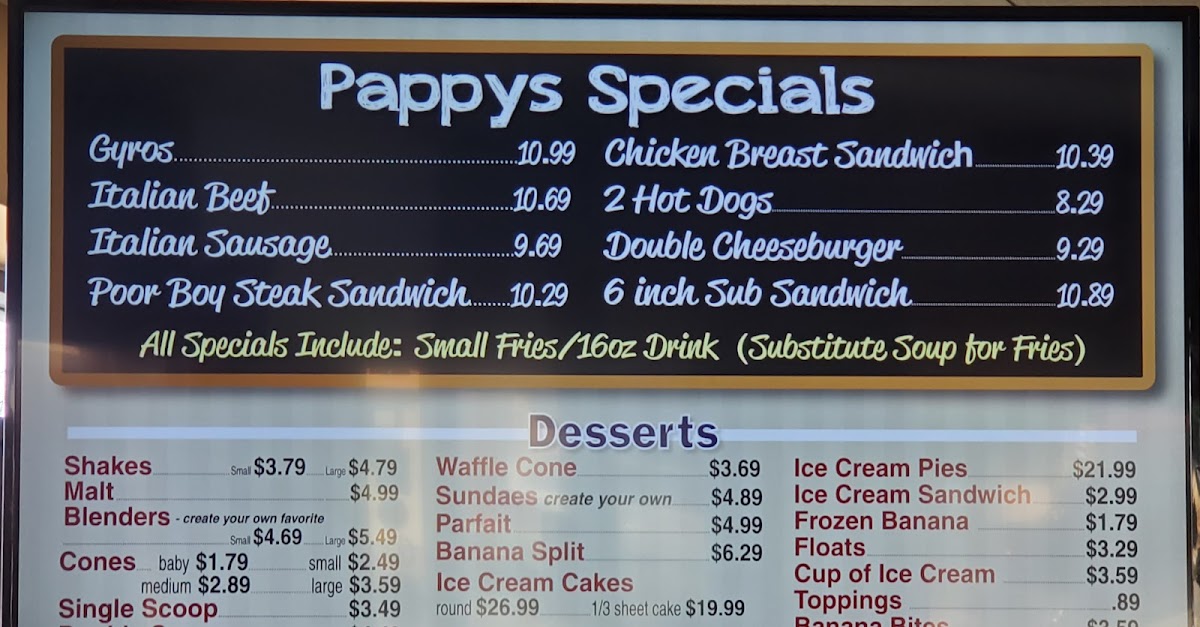 Pappys Specials
Gyros 10.99
Italian Beef 10.69
Italian Sausage 9.69
Poor Boy Steak Sandwich 10.29
Chicken Breast Sandwich 10.39
2 Hot Dogs 8.29
Double Cheeseburger 9.29
6 inch Sub Sandwich 10.89
All Specials Include: Small Fries/16oz Drink (Substitute Soup for Fries)
Desserts
Shakes Small $3.79 Large $4.79
Malt $4.99
Blenders - create your own favorite
Small $4.69 Large $5.49
Cones baby $1.79 small $2.49
medium $2.89 large $3.59
Single Scoop $3.49
Waffle Cone $3.69
Sundaes create your own $4.89
Parfait $4.99
Banana Split $6.29
Ice Cream Cakes
round $26.99 1/3 sheet cake $19.99
Ice Cream Pies $21.99
Ice Cream Sandwich $2.99
Frozen Banana $1.79
Floats $3.29
Cup of Ice Cream $3.59
Toppings .89
Banana Bites